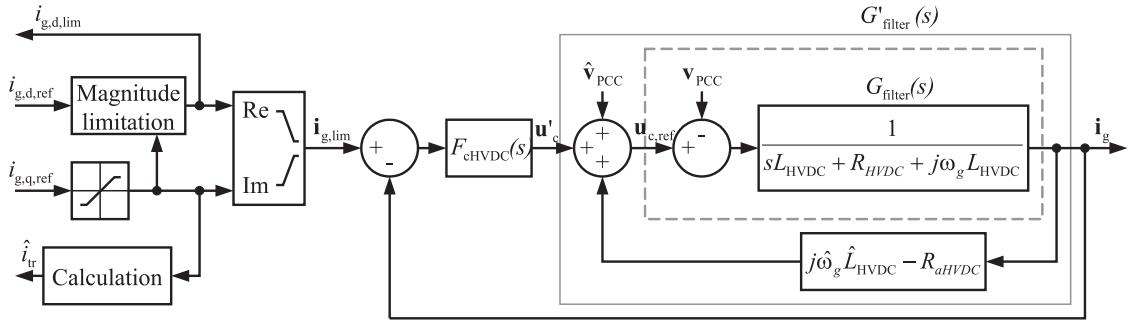 i_g,d,lim
G'_filter(s)
i_g,d,ref
Magnitude
limitation
Re
Im
i_g,lim
+
-
F_cHVDC(s)
u'_c
v̂_PCC
+
+
+
u_c,ref
v_PCC
-
+
G_filter(s)
1
sL_HVDC + R_HVDC + jω_g L_HVDC
i_g
i_g,q,ref
î_tr
Calculation
jω̂_g L̂_HVDC − R_aHVDC